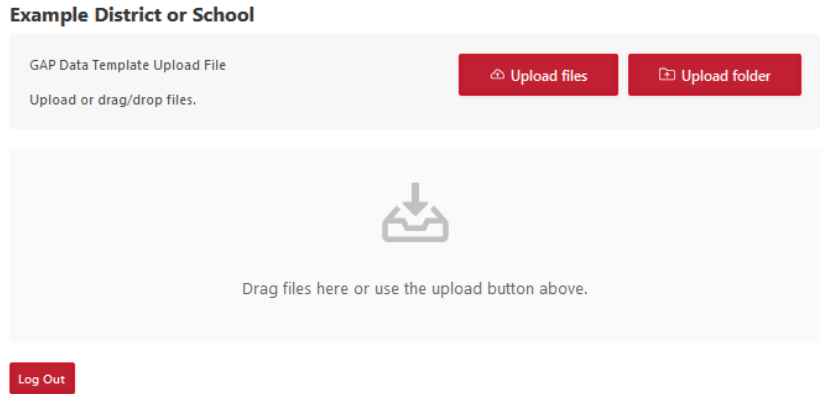 Example District or School
GAP Data Template Upload File
Upload or drag/drop files.
Upload files
Upload folder
Drag files here or use the upload button above.
Log Out